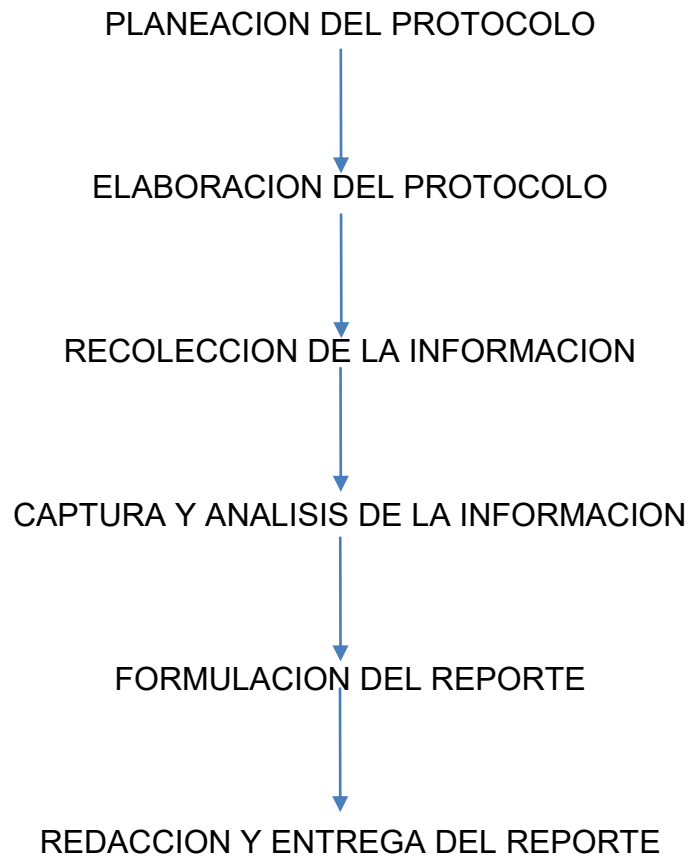 PLANEACION DEL PROTOCOLO
ELABORACION DEL PROTOCOLO
RECOLECCION DE LA INFORMACION
CAPTURA Y ANALISIS DE LA INFORMACION
FORMULACION DEL REPORTE
REDACCION Y ENTREGA DEL REPORTE